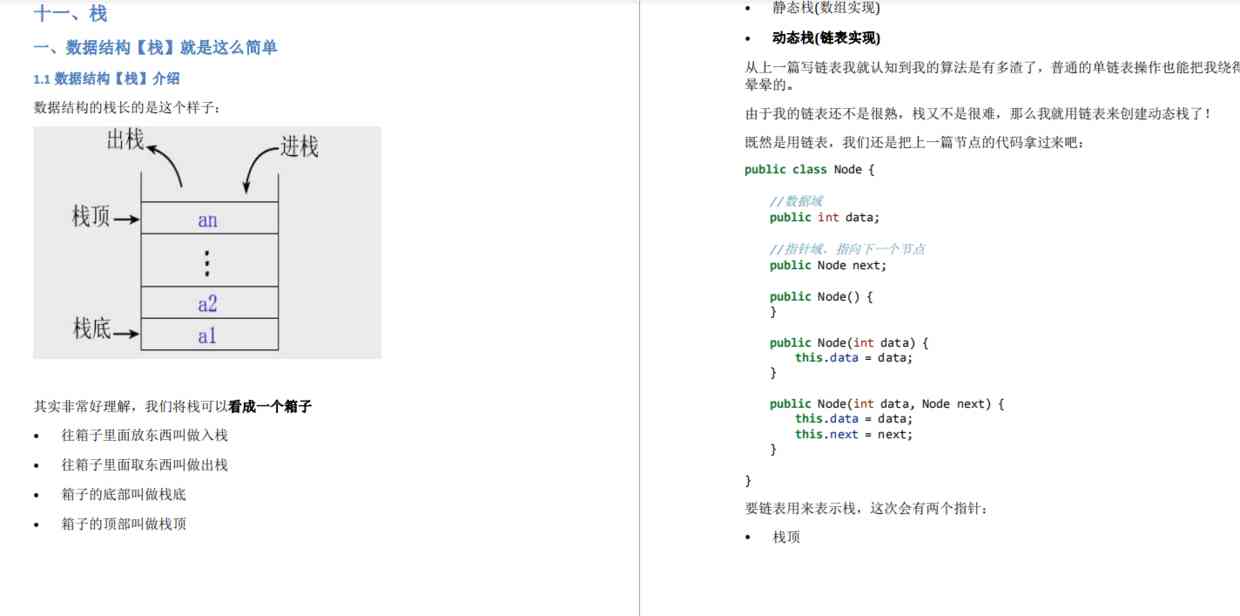 十一、栈
一、数据结构【栈】就是这么简单
1.1 数据结构【栈】介绍
数据结构的栈长的是这个样子：
出栈
进栈
栈顶
an
a2
栈底
a1
其实非常好理解，我们将栈可以看成一个箱子
• 往箱子里面放东西叫做入栈
• 往箱子里面取东西叫做出栈
• 箱子的底部叫做栈底
• 箱子的顶部叫做栈顶
• 静态栈(数组实现)
• 动态栈(链表实现)
从上一篇写链表我就认知到我的算法是有多渣了，普通的单链表操作也能把我绕得
晕晕的。
由于我的链表还不是很熟，栈又不是很难，那么我就用链表来创建动态栈了！
既然是用链表，我们还是把上一篇节点的代码拿过来吧：
public class Node {
//数据域
public int data;
//指针域，指向下一个节点
public Node next;
public Node() {
}
public Node(int data) {
this.data = data;
}
public Node(int data, Node next) {
this.data = data;
this.next = next;
}
}
要链表用来表示栈，这次会有两个指针：
• 栈顶